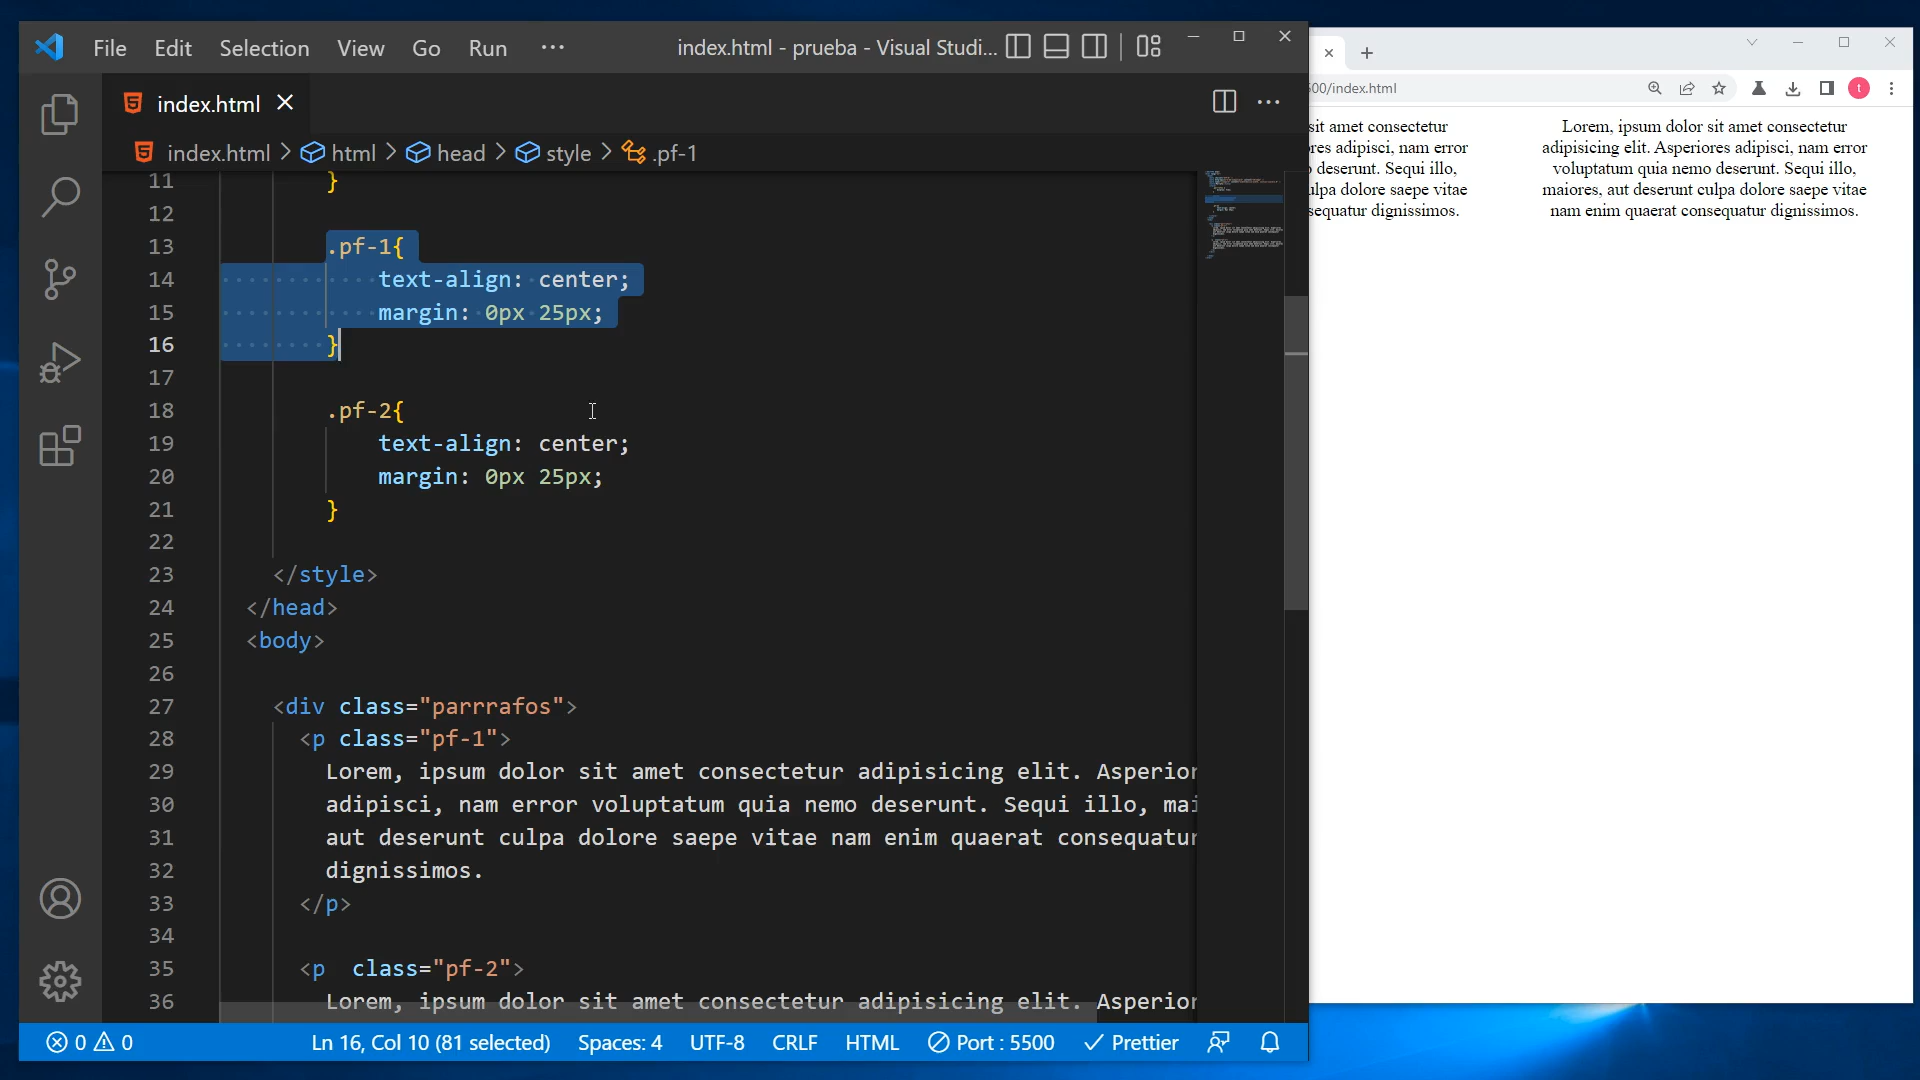 File Edit Selection View Go Run ··· index.html - prueba - Visual Studi...
index.html
index.html > html > head > style > .pf-1
11 }
12
13 .pf-1{
14 text-align: center;
15 margin: 0px 25px;
16 }
17
18 .pf-2{
19 text-align: center;
20 margin: 0px 25px;
21 }
22
23 </style>
24 </head>
25 <body>
26
27 <div class="parrrafos">
28 <p class="pf-1">
29 Lorem, ipsum dolor sit amet consectetur adipisicing elit. Asperior
30 adipisci, nam error voluptatum quia nemo deserunt. Sequi illo, mai
31 aut deserunt culpa dolore saepe vitae nam enim quaerat consequatur
32 dignissimos.
33 </p>
34
35 <p  class="pf-2">
36 Lorem, ipsum dolor sit amet consectetur adipisicing elit. Asperior
0 0 Ln 16, Col 10 (81 selected) Spaces: 4 UTF-8 CRLF HTML Port : 5500 Prettier
00/index.html t
sit amet consectetur
res adipisci, nam error
deserunt. Sequi illo,
ulpa dolore saepe vitae
sequatur dignissimos.
Lorem, ipsum dolor sit amet consectetur
adipisicing elit. Asperiores adipisci, nam error
voluptatum quia nemo deserunt. Sequi illo,
maiores, aut deserunt culpa dolore saepe vitae
nam enim quaerat consequatur dignissimos.